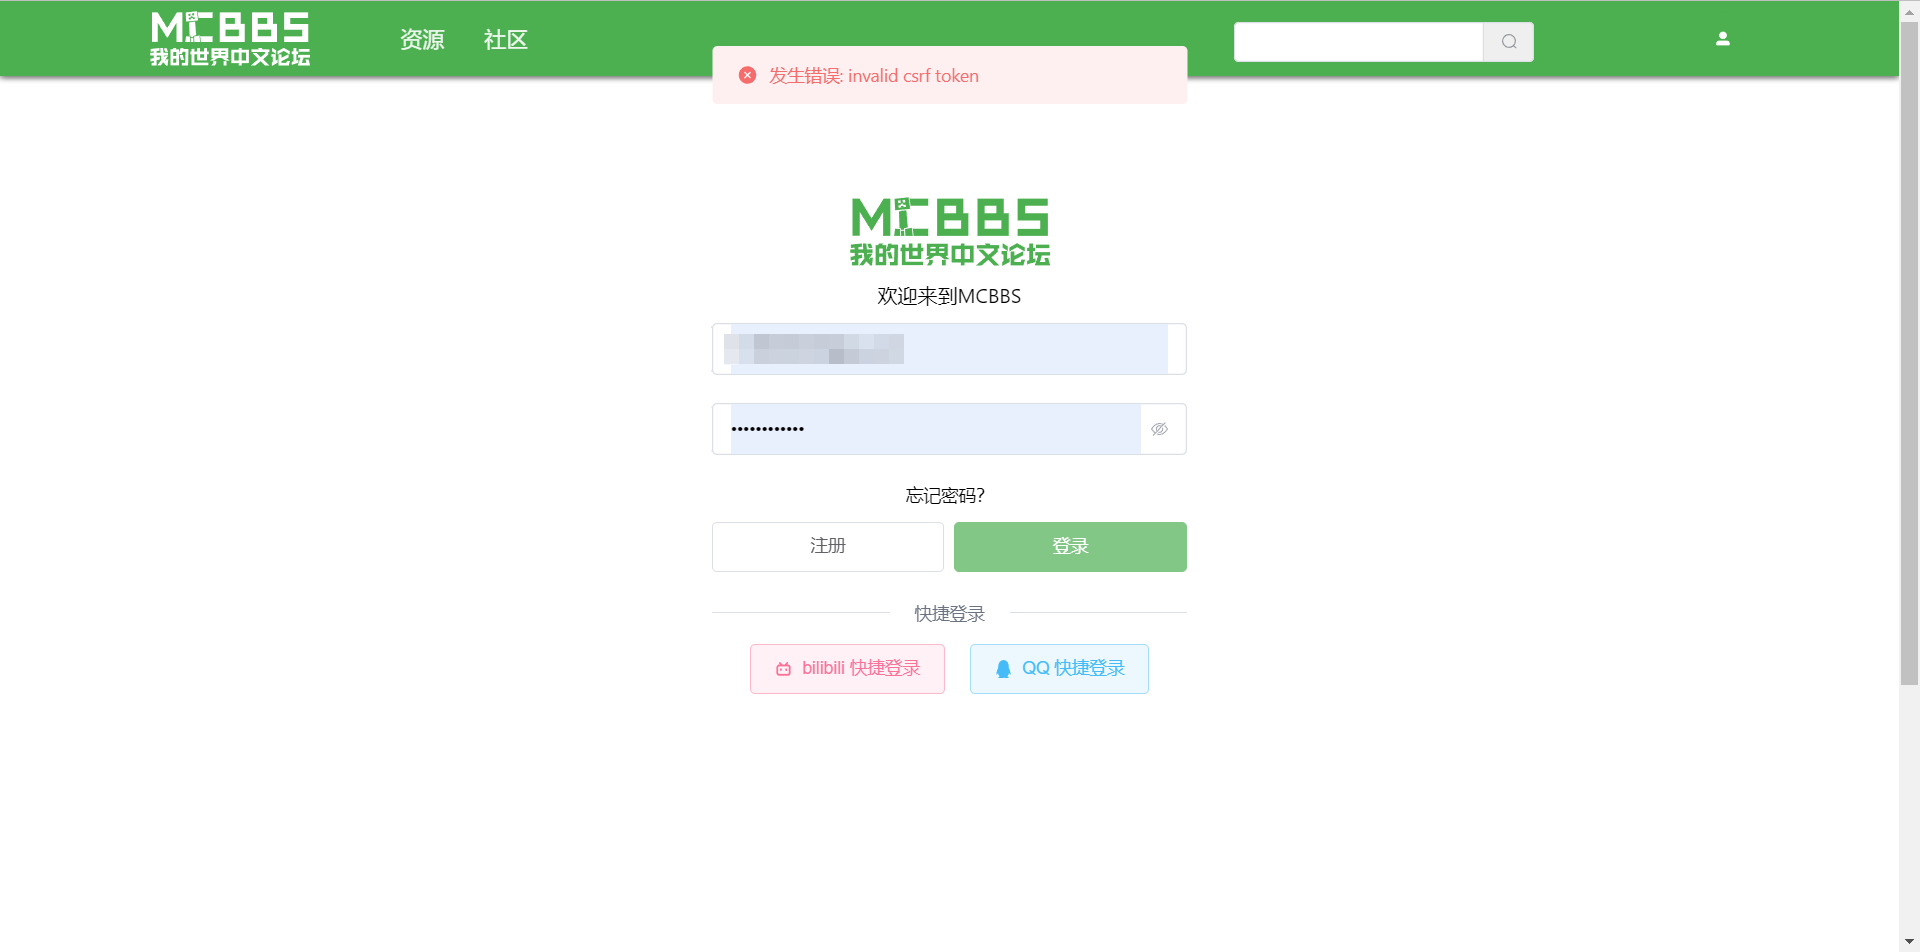 MCBBS
我的世界中文论坛
资源
社区
发生错误: invalid csrf token
MCBBS
我的世界中文论坛
欢迎来到MCBBS
••••••••••••
忘记密码?
注册
登录
快捷登录
bilibili 快捷登录
QQ 快捷登录